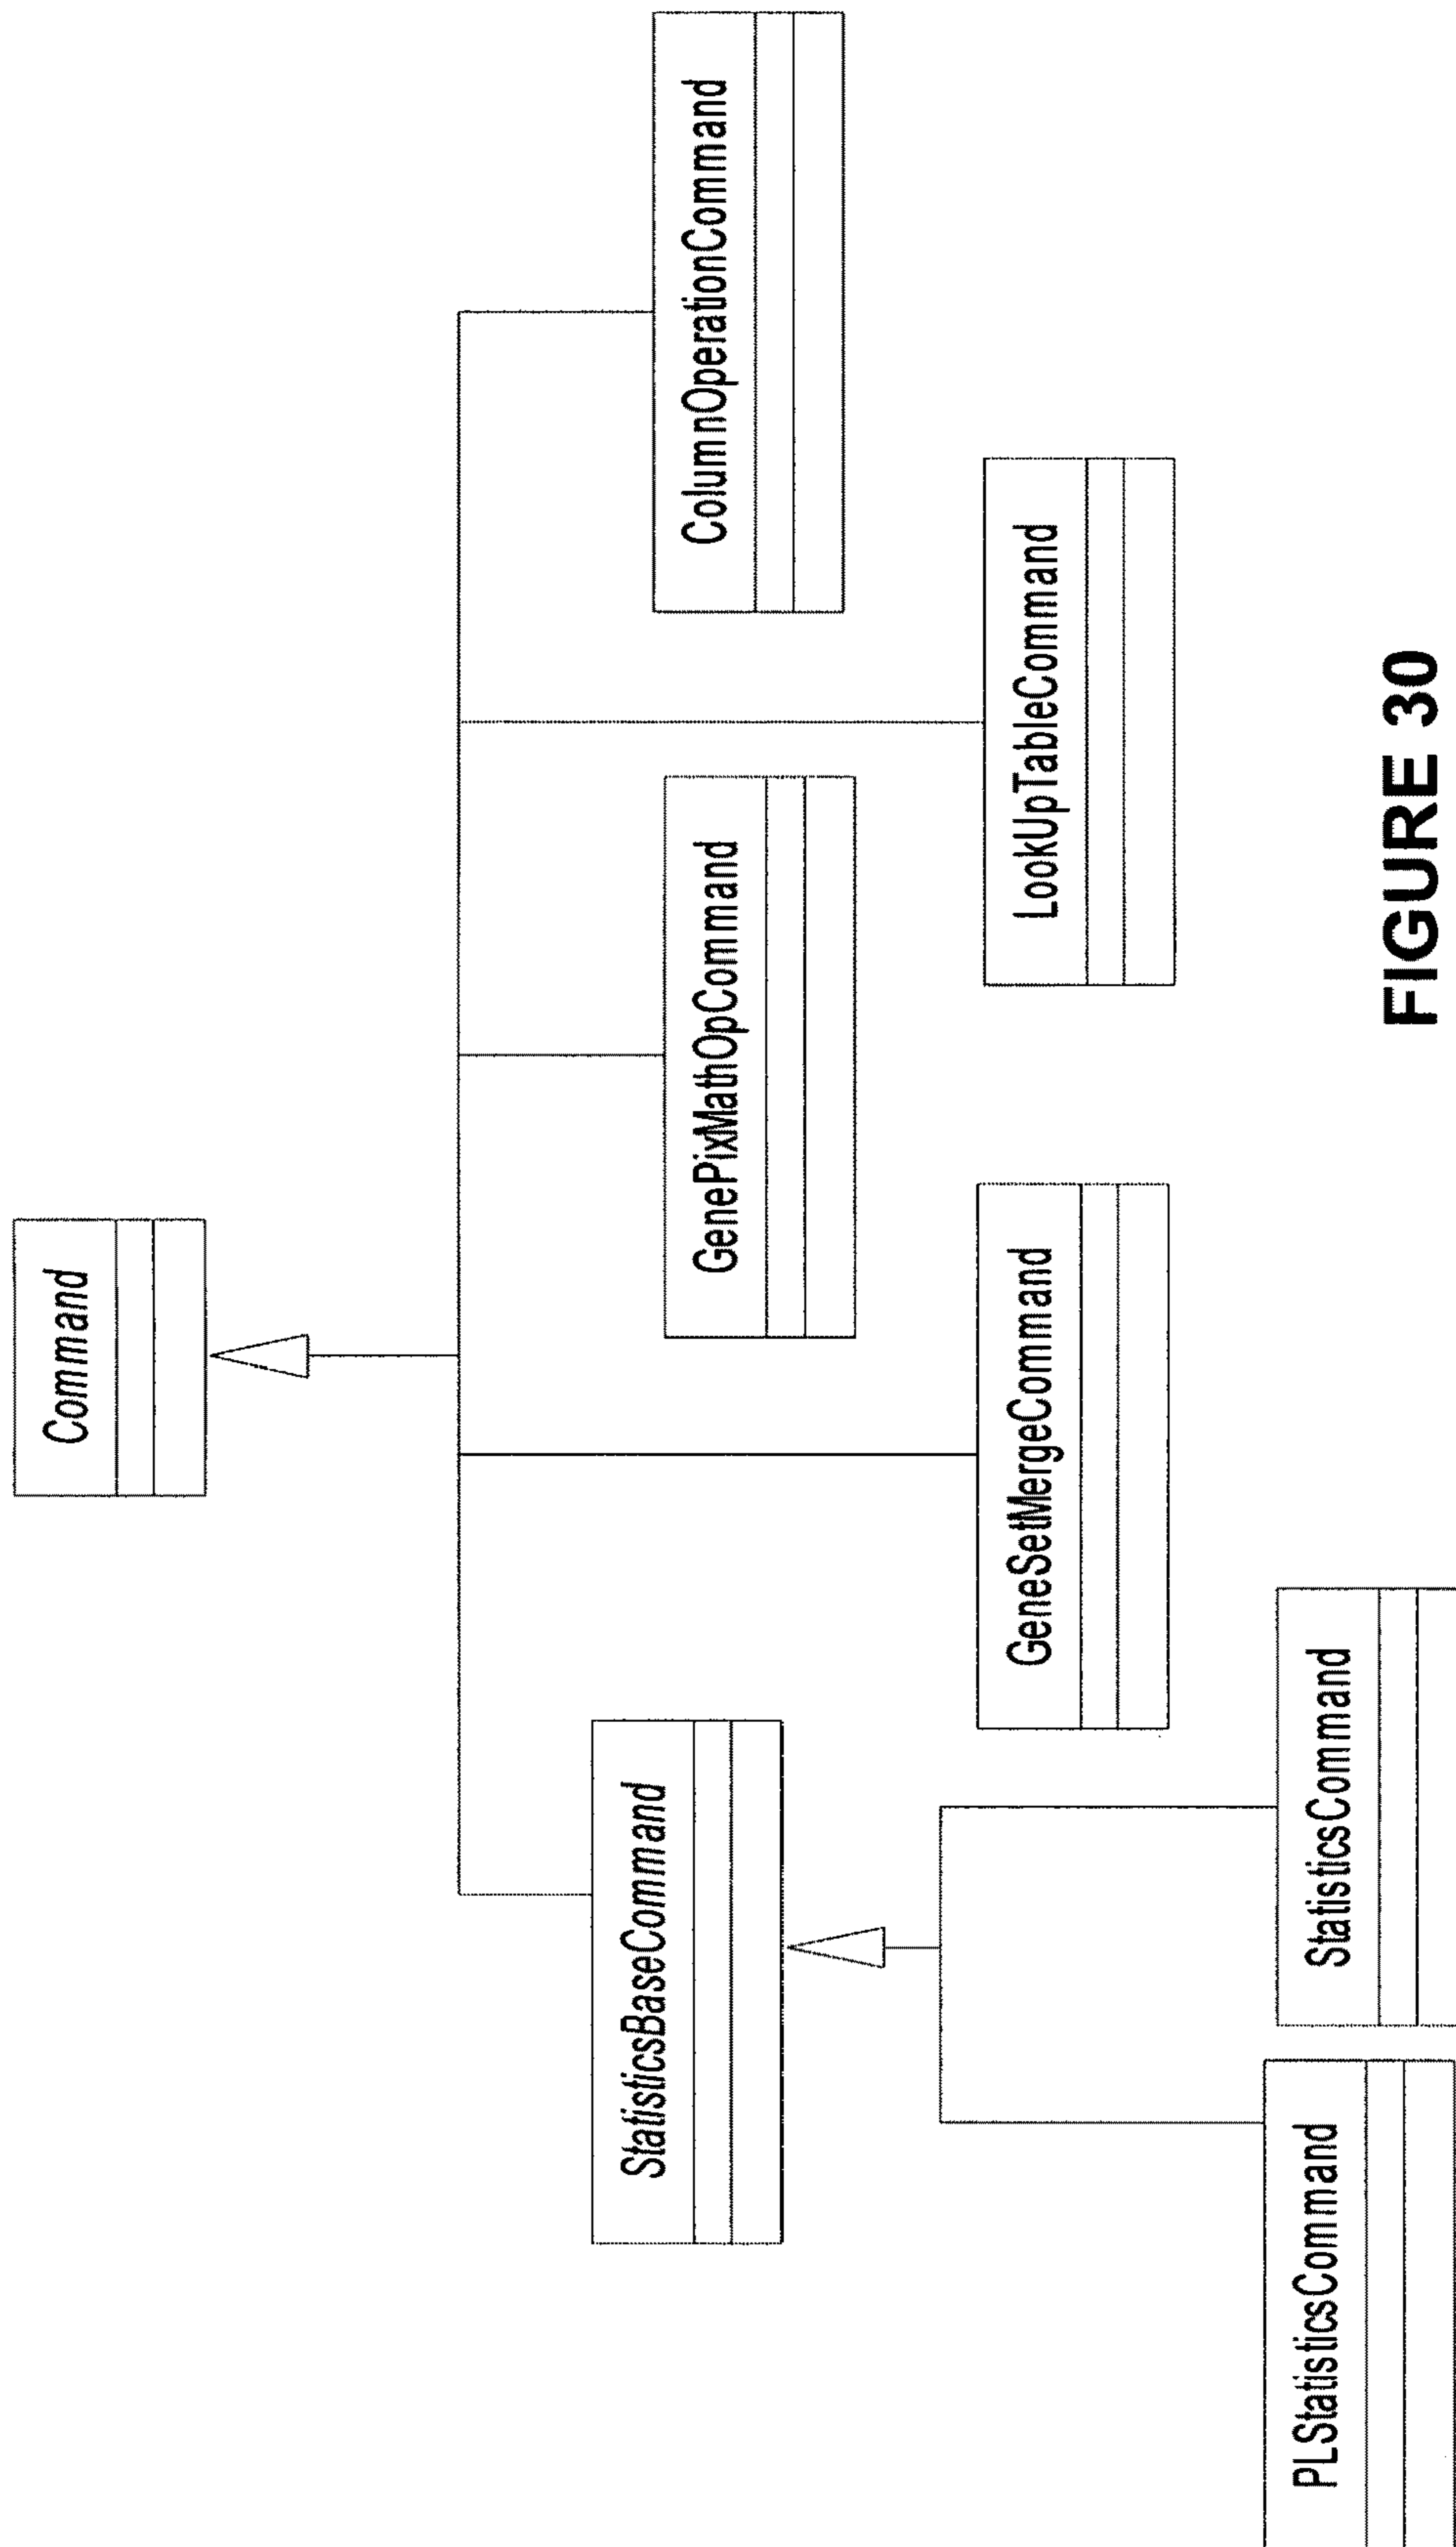 Command
StatisticsBaseCommand
GenePixMathOpCommand
ColumnOperationCommand
GeneSetMergeCommand
LookUpTableCommand
PLStatisticsCommand
StatisticsCommand
FIGURE 30